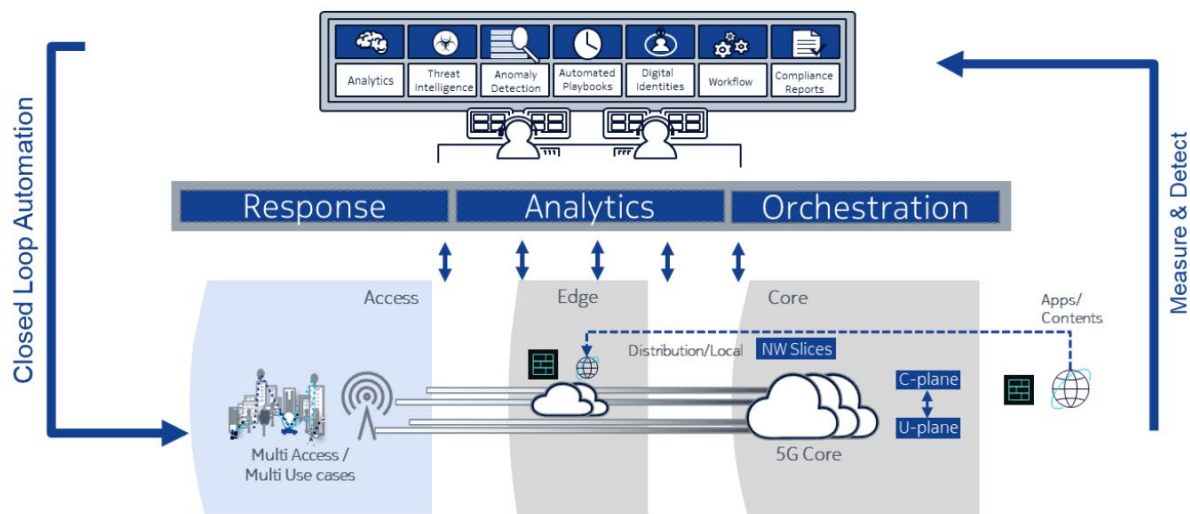 Analytics
Threat
Intelligence
Anomaly
Detection
Automated
Playbooks
Digital
Identities
Workflow
Compliance
Reports
Closed Loop Automation
Measure & Detect
Response
Analytics
Orchestration
Access
Edge
Core
Apps/
Contents
Distribution/Local
NW Slices
C-plane
U-plane
Multi Access /
Multi Use cases
5G Core